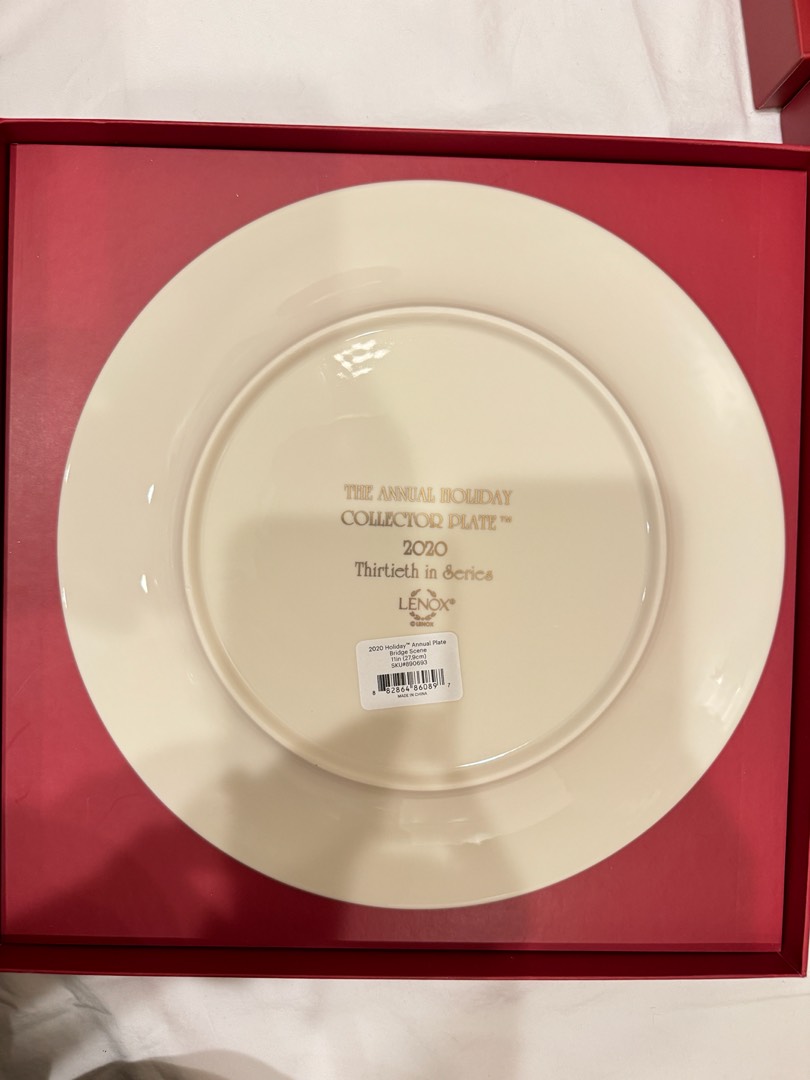 THE ANNUAL HOLIDAY
COLLECTOR PLATE™
2020
Thirtieth in Series
LENOX®
© LENOX
2020 Holiday™ Annual Plate
Bridge Scene
11in (27.9cm)
SKU#890693
8 82864 86089 7
MADE IN CHINA